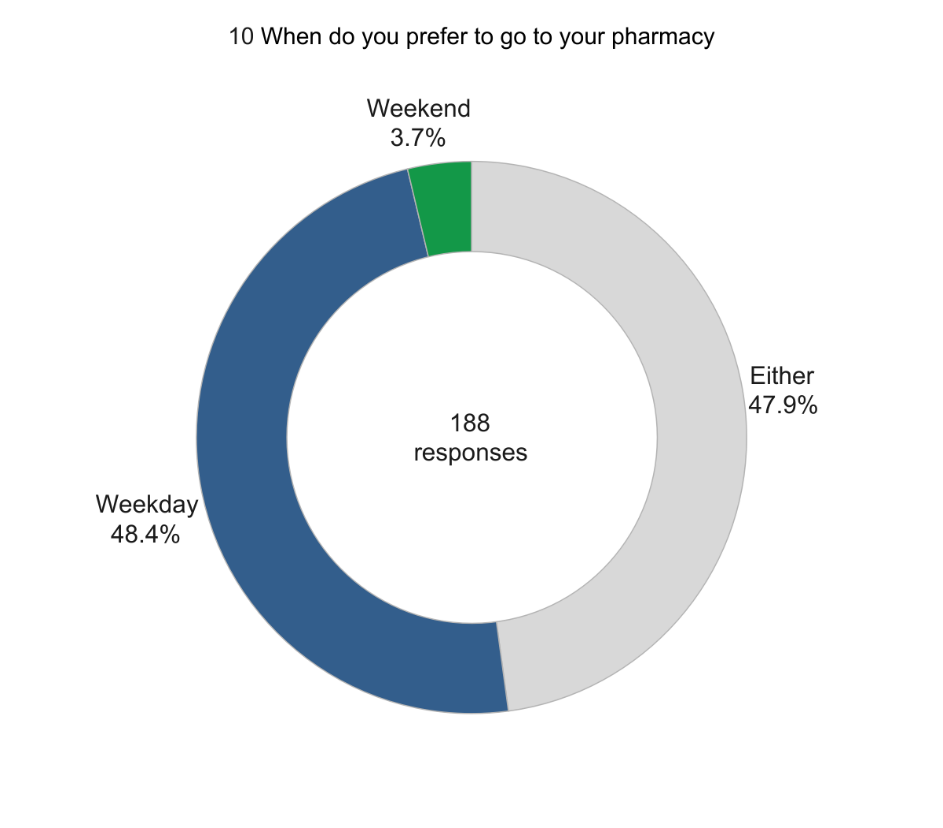 10 When do you prefer to go to your pharmacy
Weekend
3.7%
Either
47.9%
188
responses
Weekday
48.4%